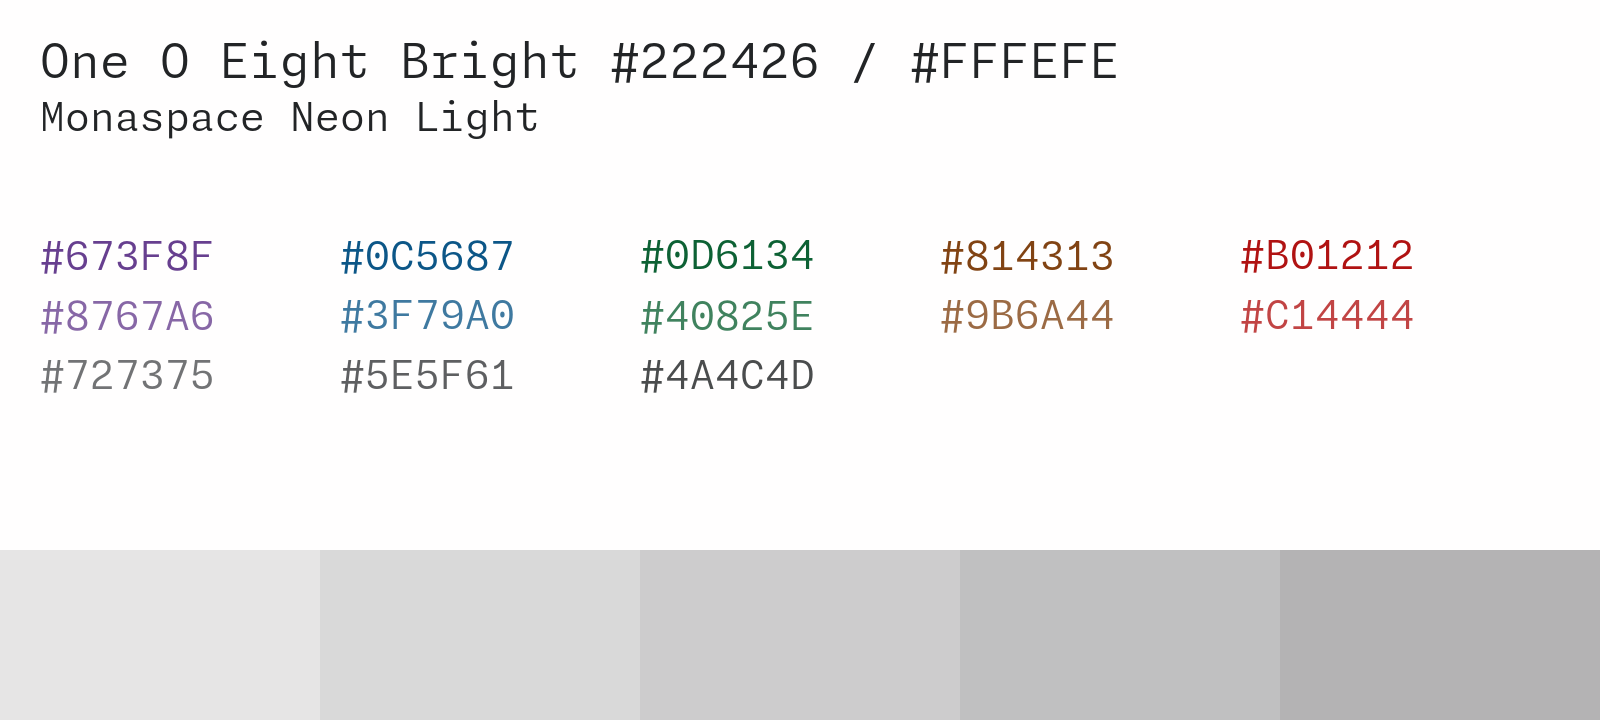 One O Eight Bright #222426 / #FFFEFE
Monaspace Neon Light
#673F8F #0C5687 #0D6134 #814313 #B01212
#8767A6 #3F79A0 #40825E #9B6A44 #C14444
#727375 #5E5F61 #4A4C4D